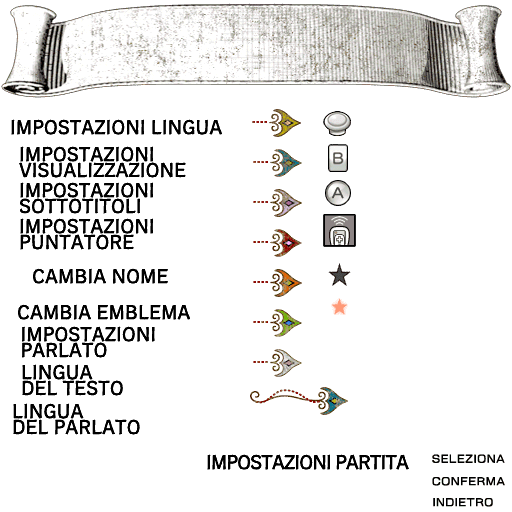 IMPOSTAZIONI LINGUA
IMPOSTAZIONI
VISUALIZZAZIONE
B
IMPOSTAZIONI
SOTTOTITOLI
A
IMPOSTAZIONI
PUNTATORE
CAMBIA NOME
CAMBIA EMBLEMA
IMPOSTAZIONI
PARLATO
LINGUA
DEL TESTO
LINGUA
DEL PARLATO
IMPOSTAZIONI PARTITA
SELEZIONA
CONFERMA
INDIETRO